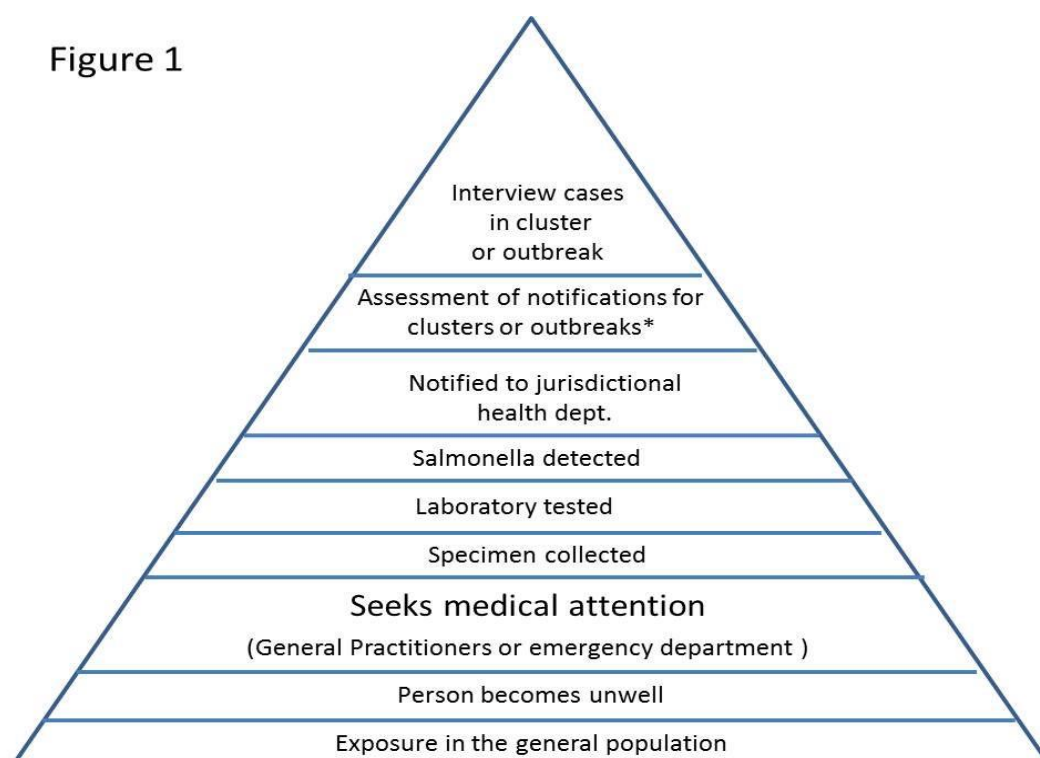 Figure 1
Interview cases
in cluster
or outbreak
Assessment of notifications for
clusters or outbreaks*
Notified to jurisdictional
health dept.
Salmonella detected
Laboratory tested
Specimen collected
Seeks medical attention
(General Practitioners or emergency department )
Person becomes unwell
Exposure in the general population